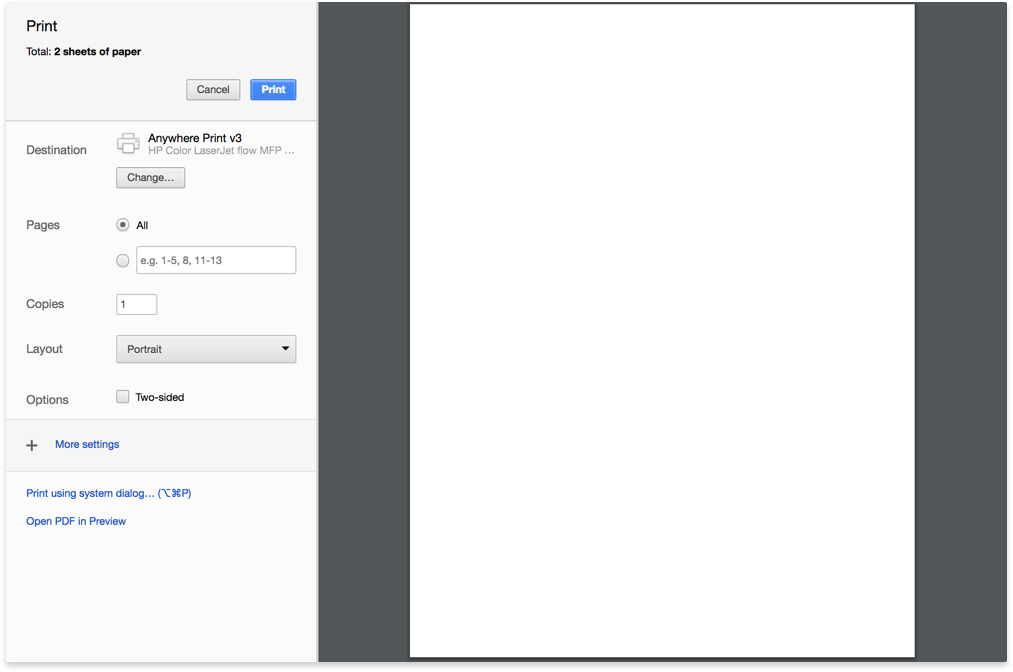 Print
Total: 2 sheets of paper
Cancel Print
Destination
Anywhere Print v3
HP Color LaserJet flow MFP ...
Change...
Pages
All
e.g. 1-5, 8, 11-13
Copies
1
Layout
Portrait
Options
Two-sided
+ More settings
Print using system dialog... (⌥⌘P)
Open PDF in Preview